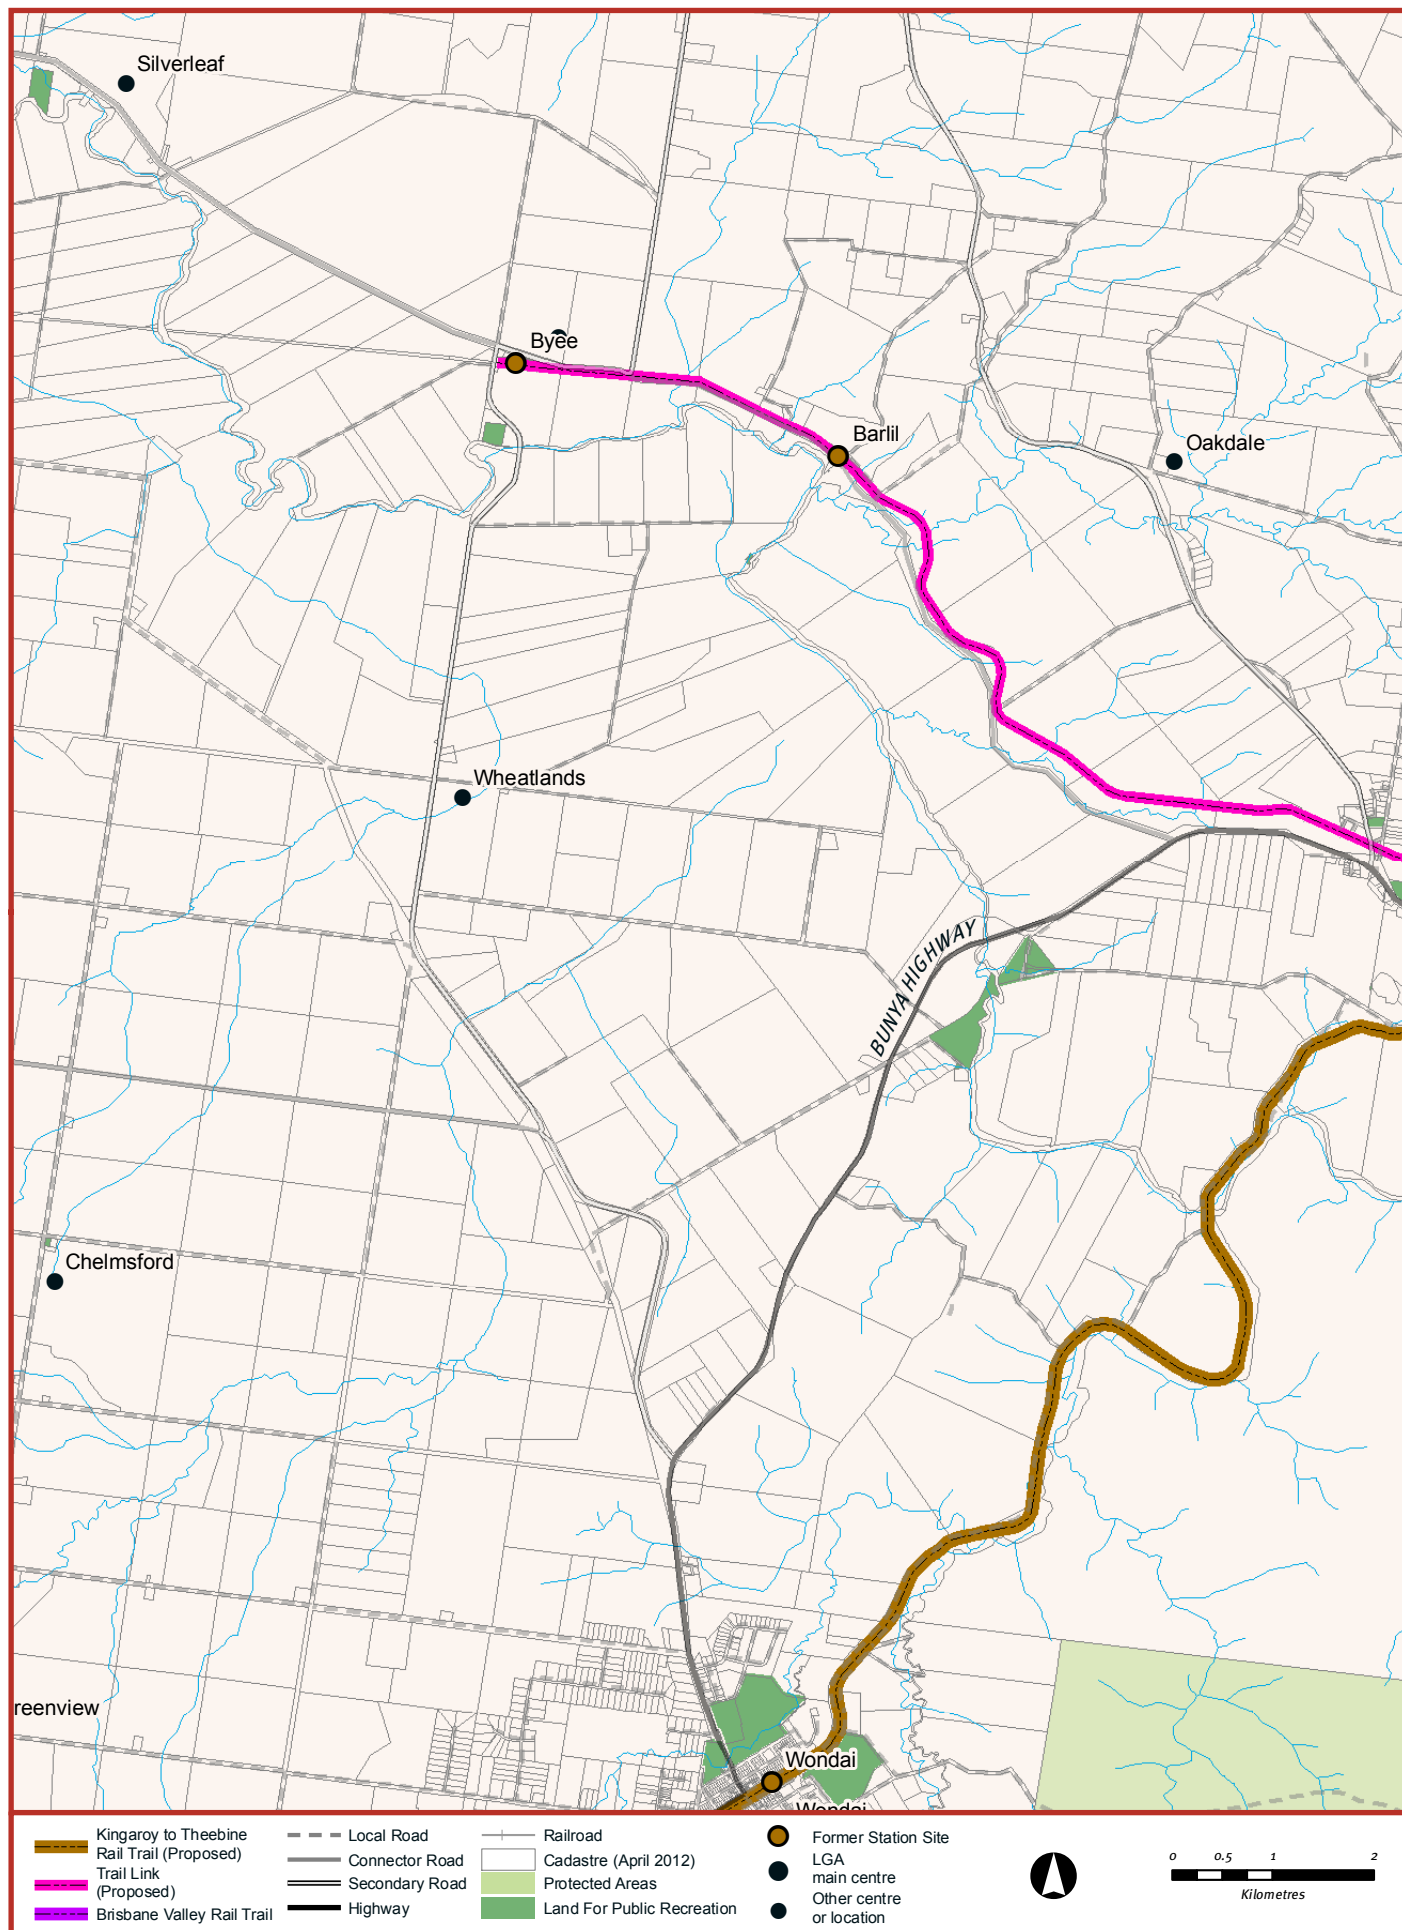 Silverleaf
Byee
Barlil
Oakdale
Wheatlands
BUNYA HIGHWAY
Chelmsford
reenview
Wondai
Wondai
Kingaroy to Theebine
Rail Trail (Proposed)
Trail Link
(Proposed)
Brisbane Valley Rail Trail
Local Road
Connector Road
Secondary Road
Highway
Railroad
Cadastre (April 2012)
Protected Areas
Land For Public Recreation
Former Station Site
LGA
main centre
Other centre
or location
0 0.5 1 2
Kilometres